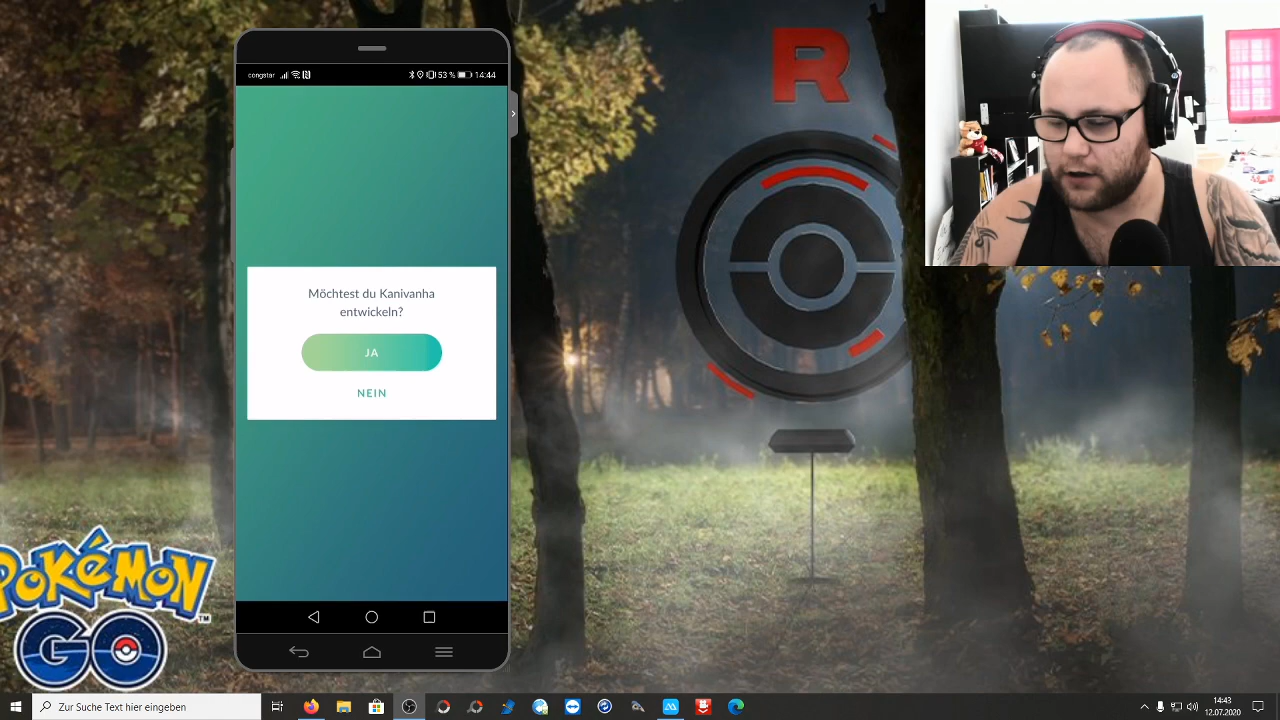 congstar
53 %
14:44
Möchtest du Kanivanha
entwickeln?
JA
NEIN
R
POKéMON
TM
GO
Zur Suche Text hier eingeben
14:43
12.07.2020